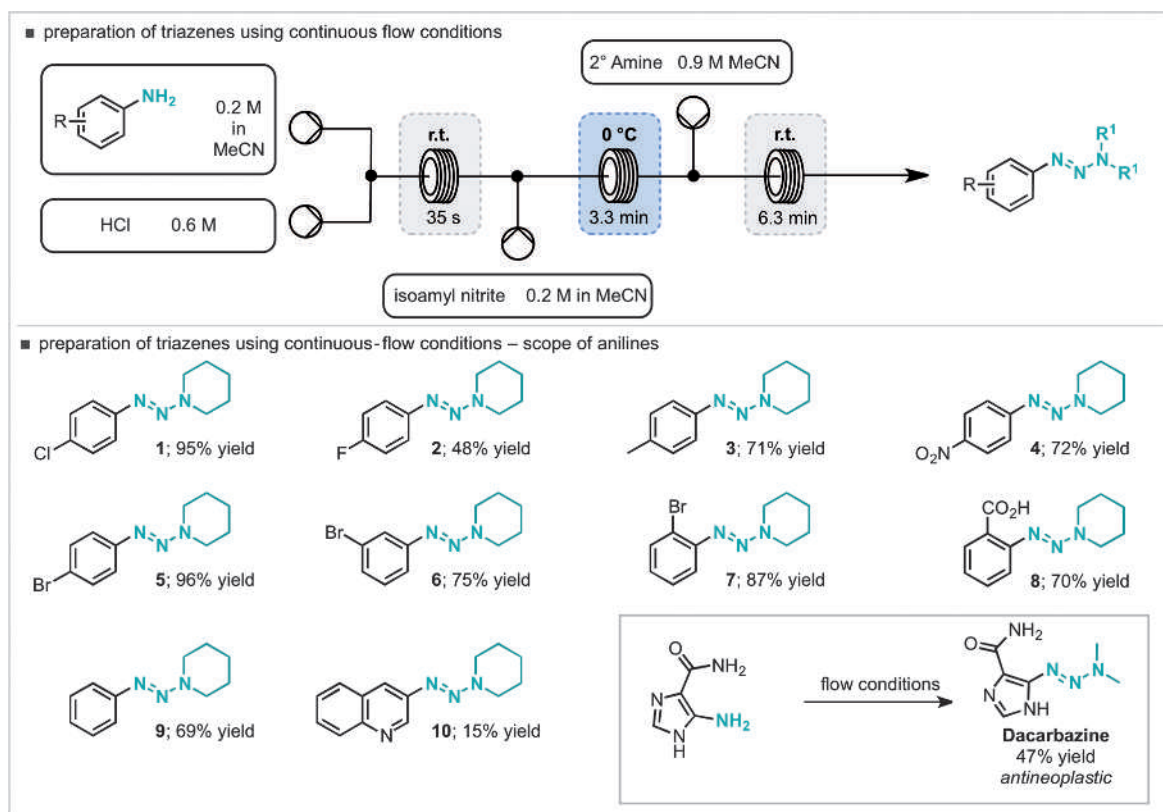 ■ preparation of triazenes using continuous flow conditions
2° Amine 0.9 M MeCN
NH2
R
0.2 M
in
MeCN
HCl 0.6 M
r.t.
35 s
0 °C
3.3 min
r.t.
6.3 min
isoamyl nitrite 0.2 M in MeCN
R
N
N
N
R1
R1
■ preparation of triazenes using continuous-flow conditions – scope of anilines
Cl
N
N
N
1; 95% yield
F
N
N
N
2; 48% yield
N
N
N
3; 71% yield
O2N
N
N
N
4; 72% yield
Br
N
N
N
5; 96% yield
Br
N
N
N
6; 75% yield
Br
N
N
N
7; 87% yield
CO2H
N
N
N
8; 70% yield
N
N
N
9; 69% yield
N
N
N
N
10; 15% yield
O
NH2
N
N
H
NH2
flow conditions
O
NH2
N
NH
N
N
N
Dacarbazine
47% yield
antineoplastic